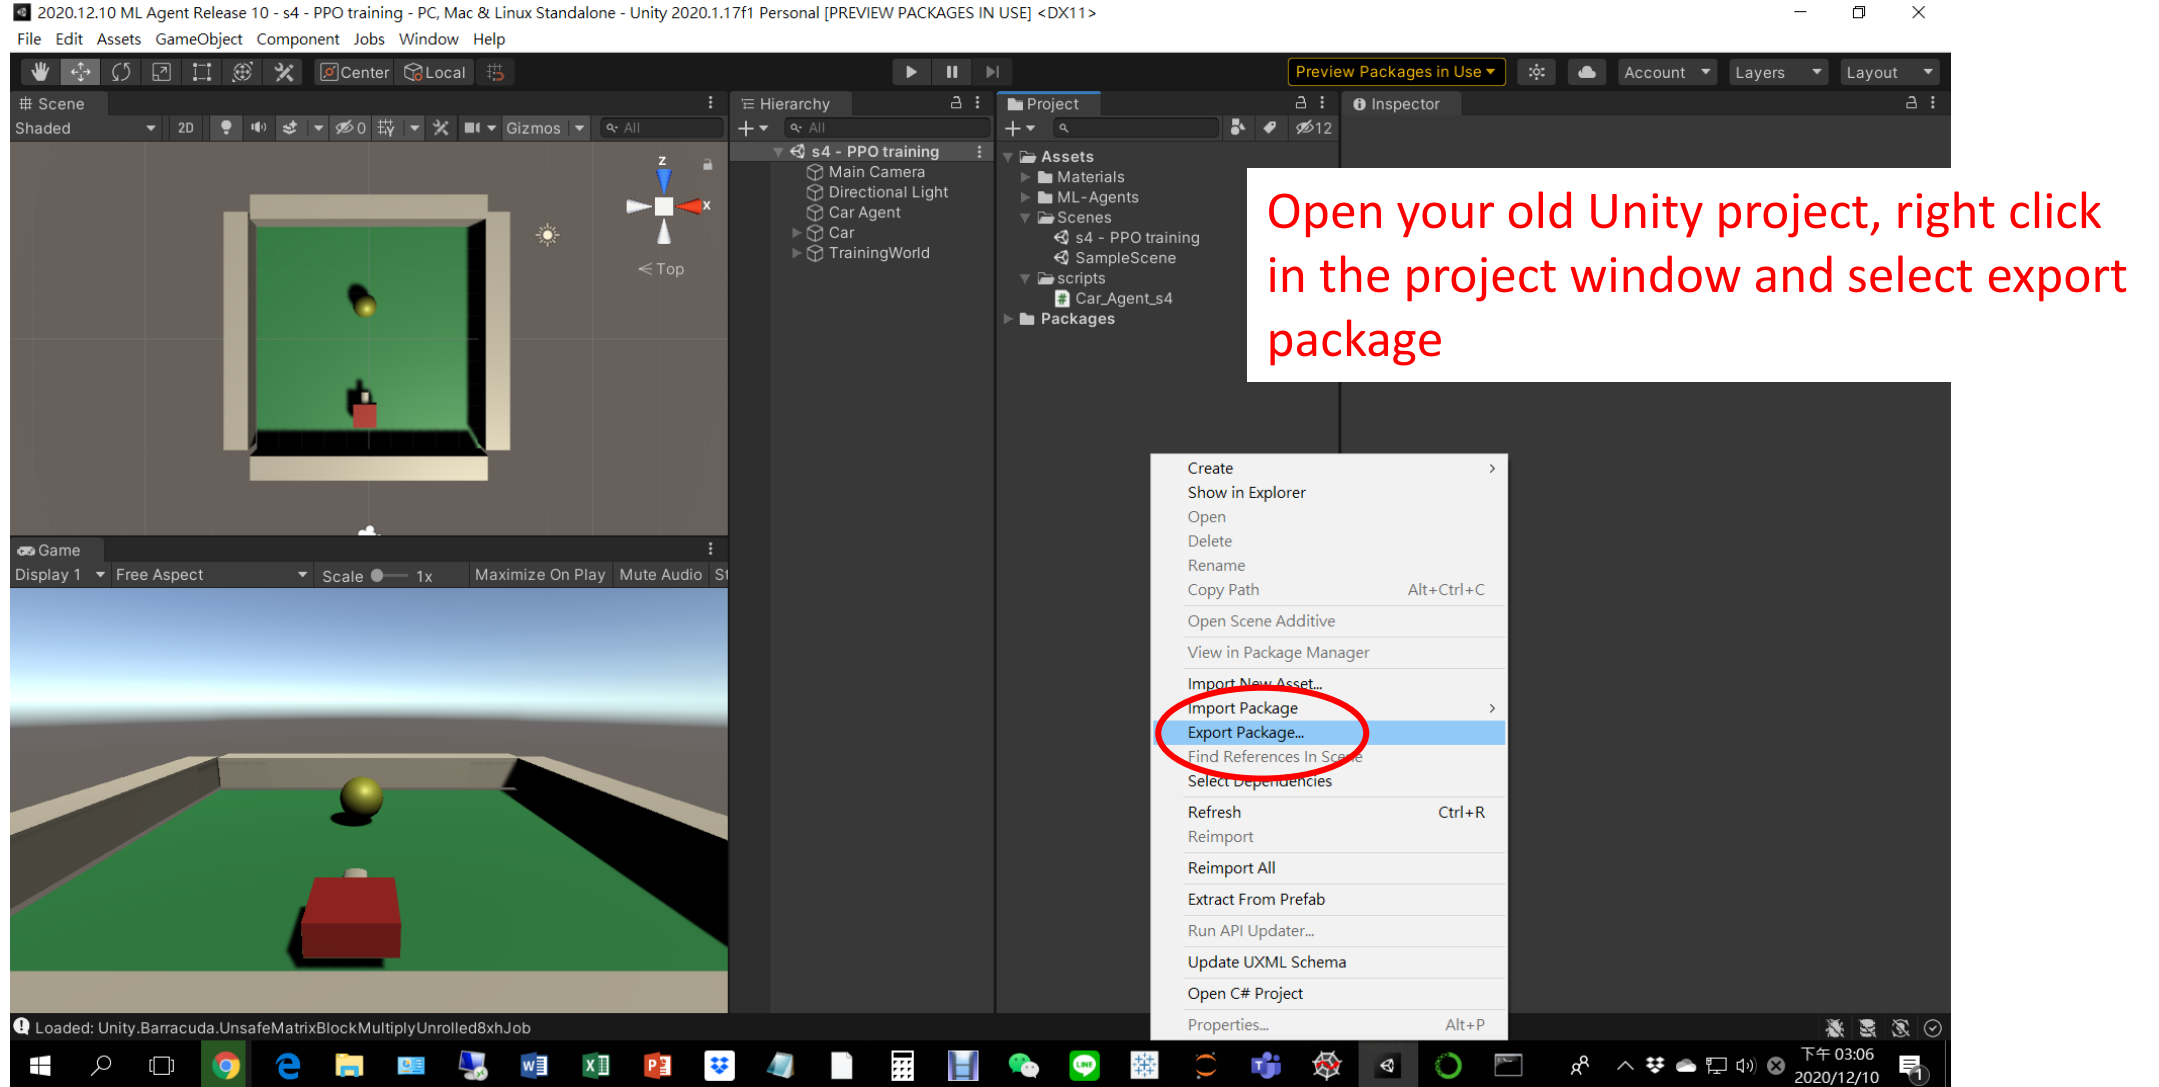 2020.12.10 ML Agent Release 10 - s4 - PPO training - PC, Mac & Linux Standalone - Unity 2020.1.17f1 Personal [PREVIEW PACKAGES IN USE] <DX11>
File Edit Assets GameObject Component Jobs Window Help
Center Local
Preview Packages in Use
Account
Layers
Layout
Scene
Shaded
2D
0
Gizmos
All
z
x
Top
Hierarchy
All
s4 - PPO training
Main Camera
Directional Light
Car Agent
Car
TrainingWorld
Project
12
Assets
Materials
ML-Agents
Scenes
s4 - PPO training
SampleScene
scripts
Car_Agent_s4
Packages
Inspector
Open your old Unity project, right click
in the project window and select export
package
Create
Show in Explorer
Open
Delete
Rename
Copy Path Alt+Ctrl+C
Open Scene Additive
View in Package Manager
Import New Asset...
Import Package
Export Package...
Find References In Scene
Select Dependencies
Refresh Ctrl+R
Reimport
Reimport All
Extract From Prefab
Run API Updater...
Update UXML Schema
Open C# Project
Properties... Alt+P
Game
Display 1 Free Aspect Scale 1x Maximize On Play Mute Audio St
Loaded: Unity.Barracuda.UnsafeMatrixBlockMultiplyUnrolled8xhJob
下午 03:06
2020/12/10
1